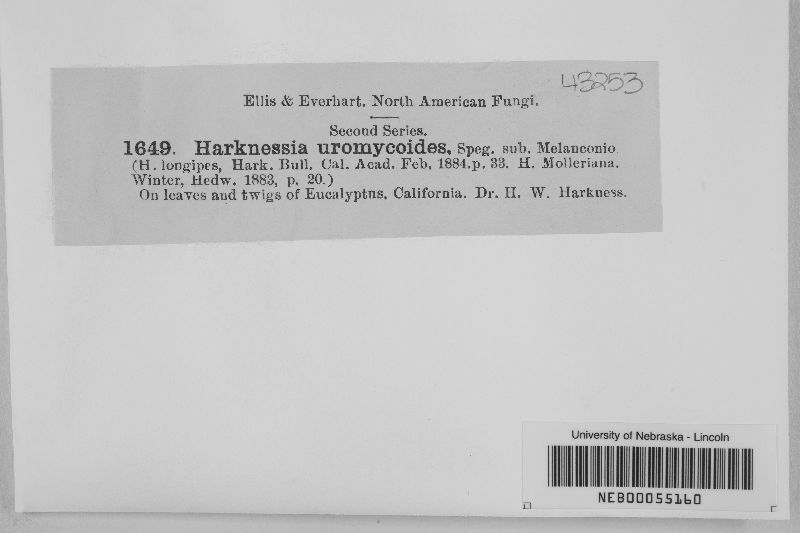 43253
Ellis & Everhart, North American Fungi.
Second Series.
1649. Harknessia uromycoides, Speg. sub. Melanconio.
(H. longipes, Hark. Bull. Cal. Acad. Feb. 1884.p. 33. H. Molleriana.
Winter, Hedw. 1883, p. 20.)
On leaves and twigs of Eucalyptus, California. Dr. H. W. Harkness.
University of Nebraska - Lincoln
NEB00055160